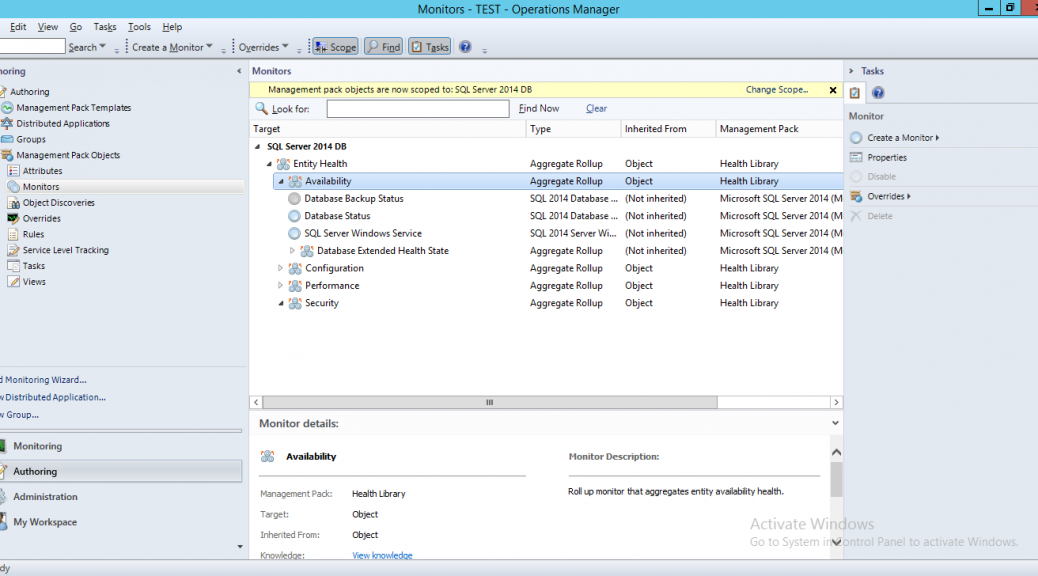 Monitors - TEST - Operations Manager
Edit View Go Tasks Tools Help
Search Create a Monitor Overrides Scope Find Tasks
horing
Authoring
Management Pack Templates
Distributed Applications
Groups
Management Pack Objects
Attributes
Monitors
Object Discoveries
Overrides
Rules
Service Level Tracking
Tasks
Views
d Monitoring Wizard...
w Distributed Application...
w Group...
Monitoring
Authoring
Administration
My Workspace
dy
Monitors
Management pack objects are now scoped to: SQL Server 2014 DB Change Scope...
Look for: Find Now Clear
Target Type Inherited From Management Pack
SQL Server 2014 DB
Entity Health Aggregate Rollup Object Health Library
Availability Aggregate Rollup Object Health Library
Database Backup Status SQL 2014 Database ... (Not inherited) Microsoft SQL Server 2014 (M
Database Status SQL 2014 Database ... (Not inherited) Microsoft SQL Server 2014 (M
SQL Server Windows Service SQL 2014 Server Wi... (Not inherited) Microsoft SQL Server 2014 (M
Database Extended Health State Aggregate Rollup (Not inherited) Microsoft SQL Server 2014 (M
Configuration Aggregate Rollup Object Health Library
Performance Aggregate Rollup Object Health Library
Security Aggregate Rollup Object Health Library
Monitor details:
Availability
Management Pack: Health Library
Target: Object
Inherited From: Object
Knowledge: View knowledge
Monitor Description:
Roll up monitor that aggregates entity availability health.
Tasks
Monitor
Create a Monitor
Properties
Disable
Overrides
Delete
Activate Windows
Go to System in Control Panel to activate Windows.